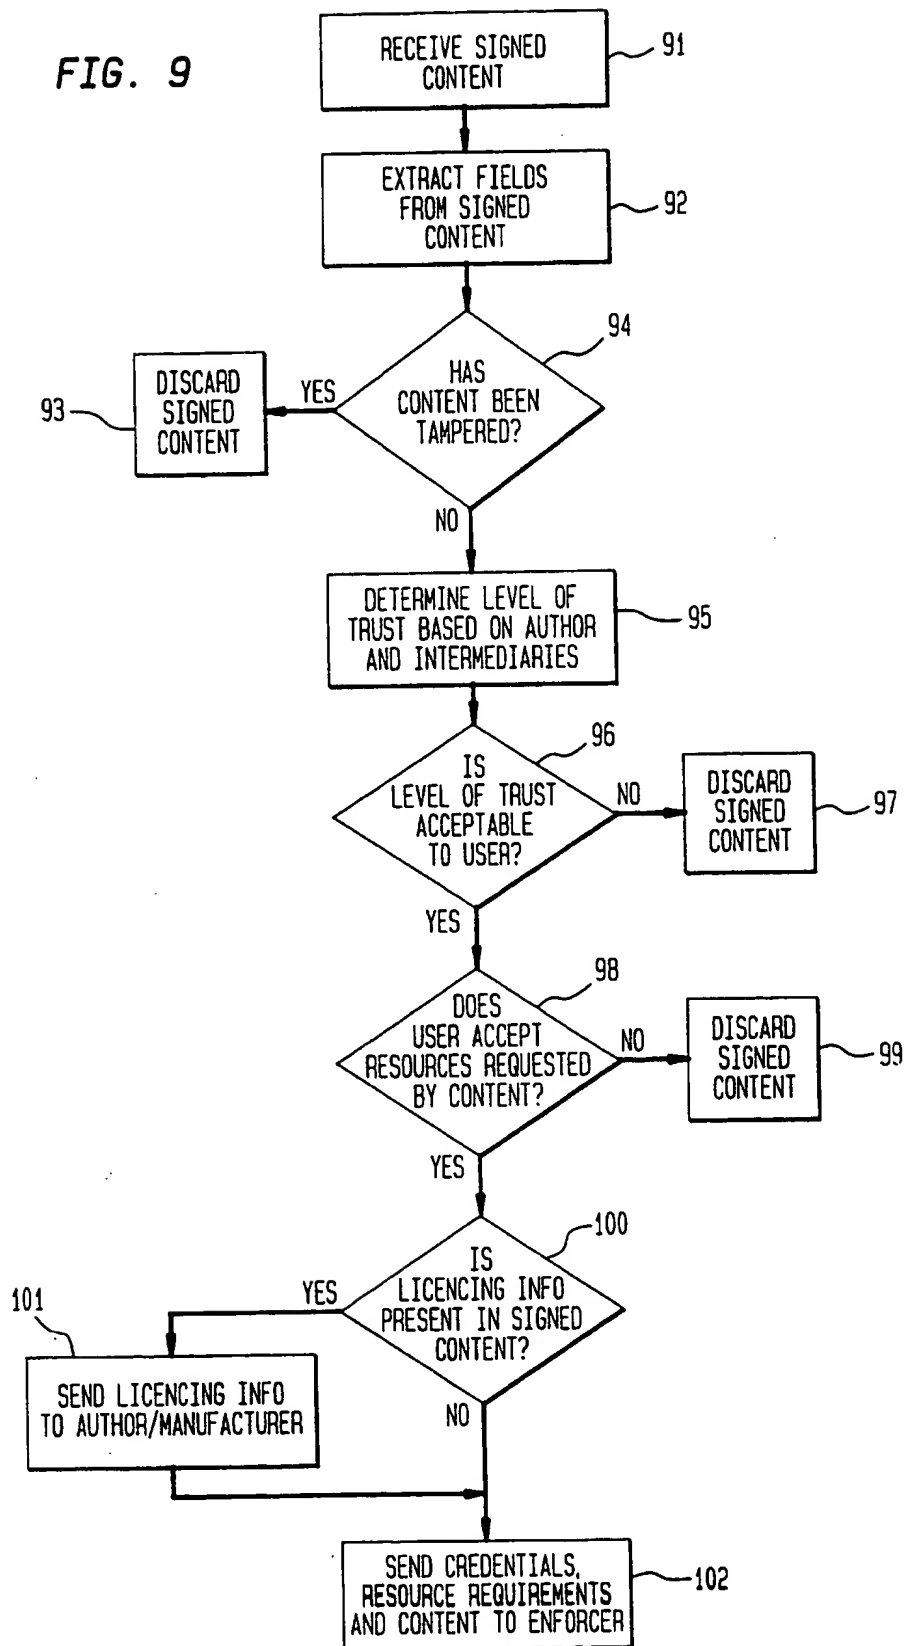 FIG. 9
RECEIVE SIGNED
CONTENT
91
EXTRACT FIELDS
FROM SIGNED
CONTENT
92
94
HAS
CONTENT BEEN
TAMPERED?
YES
DISCARD
SIGNED
CONTENT
93
NO
DETERMINE LEVEL OF
TRUST BASED ON AUTHOR
AND INTERMEDIARIES
95
96
IS
LEVEL OF TRUST
ACCEPTABLE
TO USER?
NO
DISCARD
SIGNED
CONTENT
97
YES
98
DOES
USER ACCEPT
RESOURCES REQUESTED
BY CONTENT?
NO
DISCARD
SIGNED
CONTENT
99
YES
100
IS
LICENCING INFO
PRESENT IN SIGNED
CONTENT?
YES
101
SEND LICENCING INFO
TO AUTHOR/MANUFACTURER
NO
SEND CREDENTIALS,
RESOURCE REQUIREMENTS
AND CONTENT TO ENFORCER
102